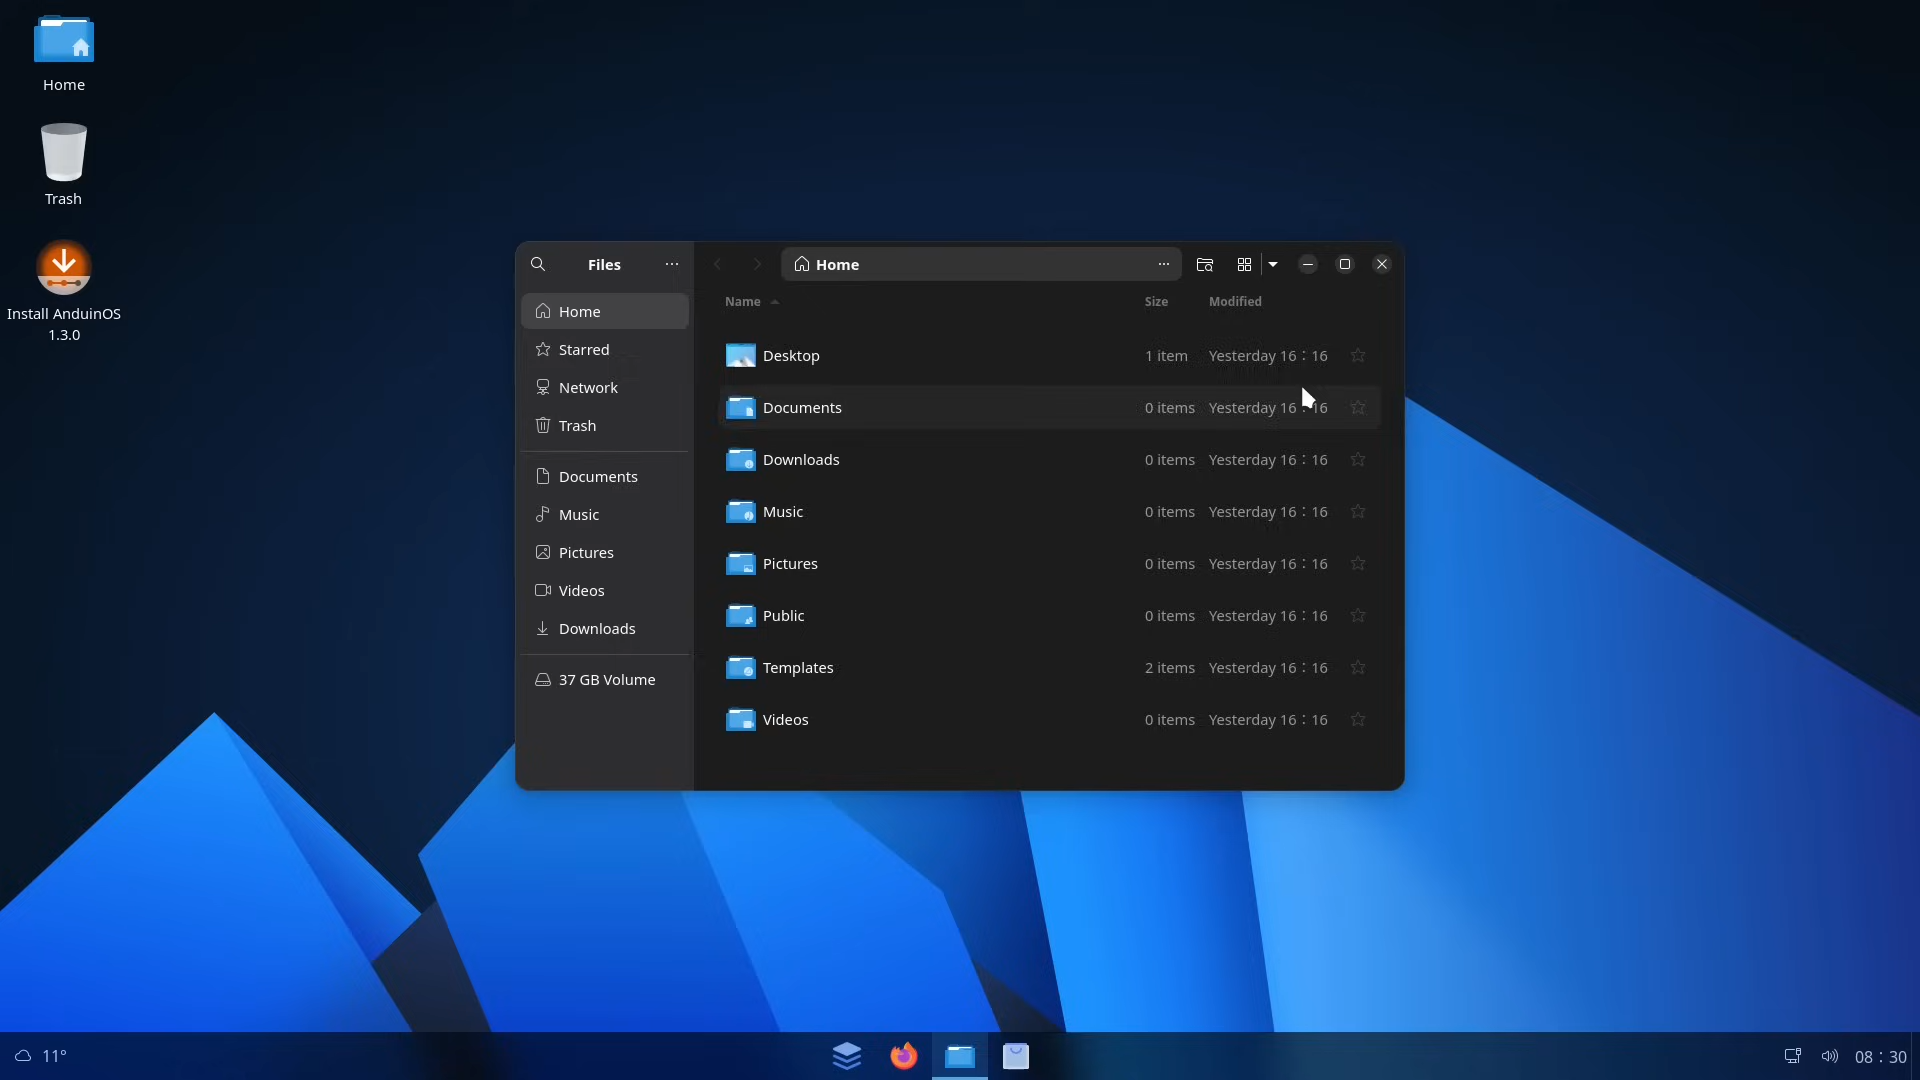 Home
Trash
Install AnduinOS
1.3.0
Files
Home
Name Size Modified
Home
Starred
Network
Trash
Documents
Music
Pictures
Videos
Downloads
37 GB Volume
Desktop 1 item Yesterday 16:16
Documents 0 items Yesterday 16:16
Downloads 0 items Yesterday 16:16
Music 0 items Yesterday 16:16
Pictures 0 items Yesterday 16:16
Public 0 items Yesterday 16:16
Templates 2 items Yesterday 16:16
Videos 0 items Yesterday 16:16
11°
08:30